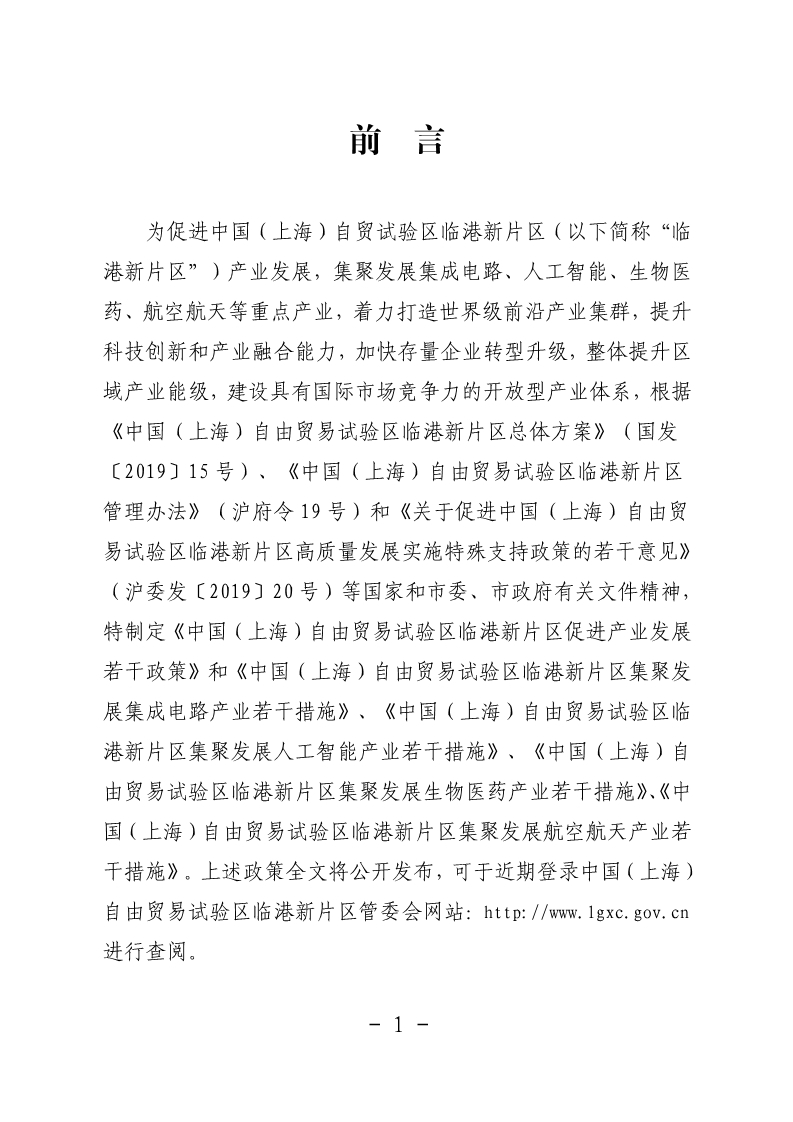 前 言
为促进中国（上海）自贸试验区临港新片区（以下简称“临
港新片区”）产业发展，集聚发展集成电路、人工智能、生物医
药、航空航天等重点产业，着力打造世界级前沿产业集群，提升
科技创新和产业融合能力，加快存量企业转型升级，整体提升区
域产业能级，建设具有国际市场竞争力的开放型产业体系，根据
《中国（上海）自由贸易试验区临港新片区总体方案》（国发
〔2019〕15 号）、《中国（上海）自由贸易试验区临港新片区
管理办法》（沪府令 19 号）和《关于促进中国（上海）自由贸
易试验区临港新片区高质量发展实施特殊支持政策的若干意见》
（沪委发〔2019〕20 号）等国家和市委、市政府有关文件精神，
特制定《中国（上海）自由贸易试验区临港新片区促进产业发展
若干政策》和《中国（上海）自由贸易试验区临港新片区集聚发
展集成电路产业若干措施》、《中国（上海）自由贸易试验区临
港新片区集聚发展人工智能产业若干措施》、《中国（上海）自
由贸易试验区临港新片区集聚发展生物医药产业若干措施》、《中
国（上海）自由贸易试验区临港新片区集聚发展航空航天产业若
干措施》。上述政策全文将公开发布，可于近期登录中国（上海）
自由贸易试验区临港新片区管委会网站：http://www.lgxc.gov.cn
进行查阅。
- 1 -